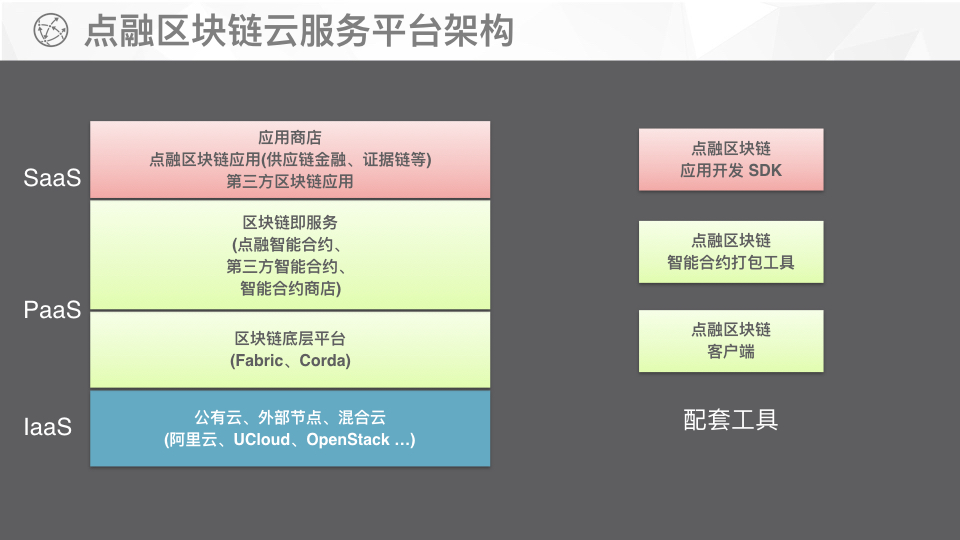 点融区块链云服务平台架构
SaaS
应用商店
点融区块链应用(供应链金融、证据链等)
第三方区块链应用
PaaS
区块链即服务
(点融智能合约、
第三方智能合约、
智能合约商店)
区块链底层平台
(Fabric、Corda)
IaaS
公有云、外部节点、混合云
(阿里云、UCloud、OpenStack ...)
点融区块链
应用开发 SDK
点融区块链
智能合约打包工具
点融区块链
客户端
配套工具